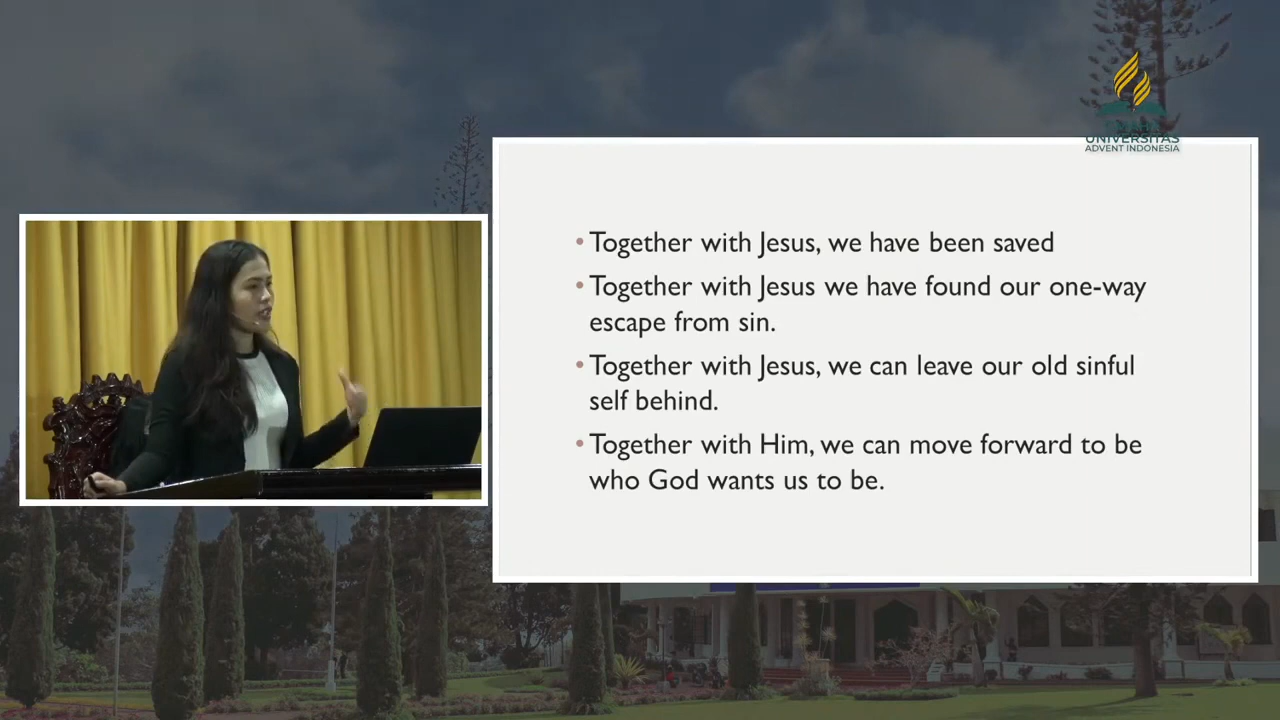 UNIVERSITAS
ADVENT INDONESIA
• Together with Jesus, we have been saved
• Together with Jesus we have found our one-way
escape from sin.
• Together with Jesus, we can leave our old sinful
self behind.
• Together with Him, we can move forward to be
who God wants us to be.